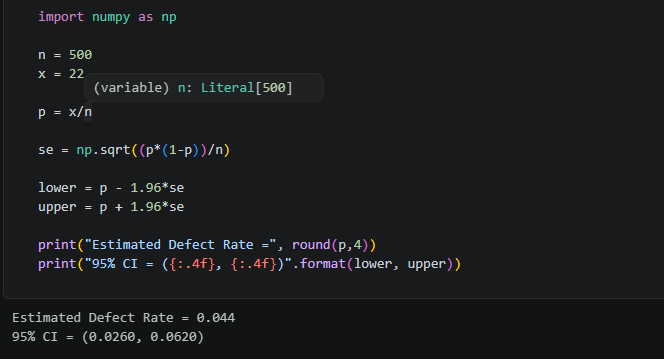 import numpy as np
n = 500
x = 22
(variable) n: Literal[500]
p = x/n
se = np.sqrt((p*(1-p))/n)
lower = p - 1.96*se
upper = p + 1.96*se
print("Estimated Defect Rate =", round(p,4))
print("95% CI = ({:.4f}, {:.4f})".format(lower, upper))
Estimated Defect Rate = 0.044
95% CI = (0.0260, 0.0620)